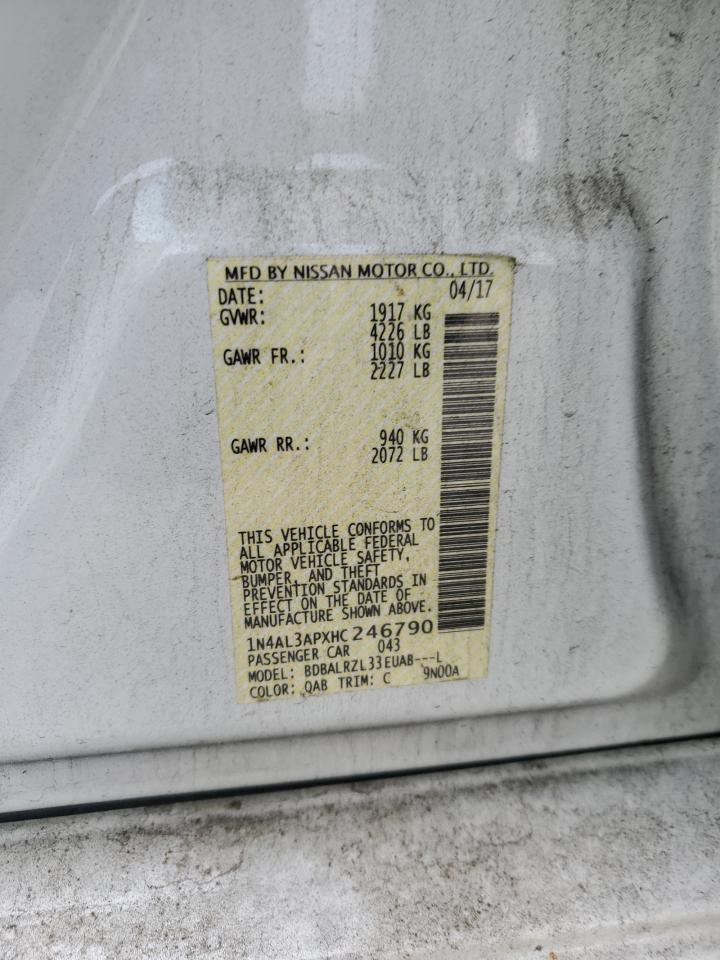 MFD BY NISSAN MOTOR CO., LTD.
DATE: 04/17
GVWR: 1917 KG
4226 LB
GAWR FR.: 1010 KG
2227 LB
GAWR RR.: 940 KG
2072 LB
THIS VEHICLE CONFORMS TO
ALL APPLICABLE FEDERAL
MOTOR VEHICLE SAFETY,
BUMPER, AND THEFT
PREVENTION STANDARDS IN
EFFECT ON THE DATE OF
MANUFACTURE SHOWN ABOVE.
1N4AL3APXHC246790
PASSENGER CAR 043
MODEL: BDBALRZL33EUAB---L
COLOR: QAB TRIM: C 9N00A